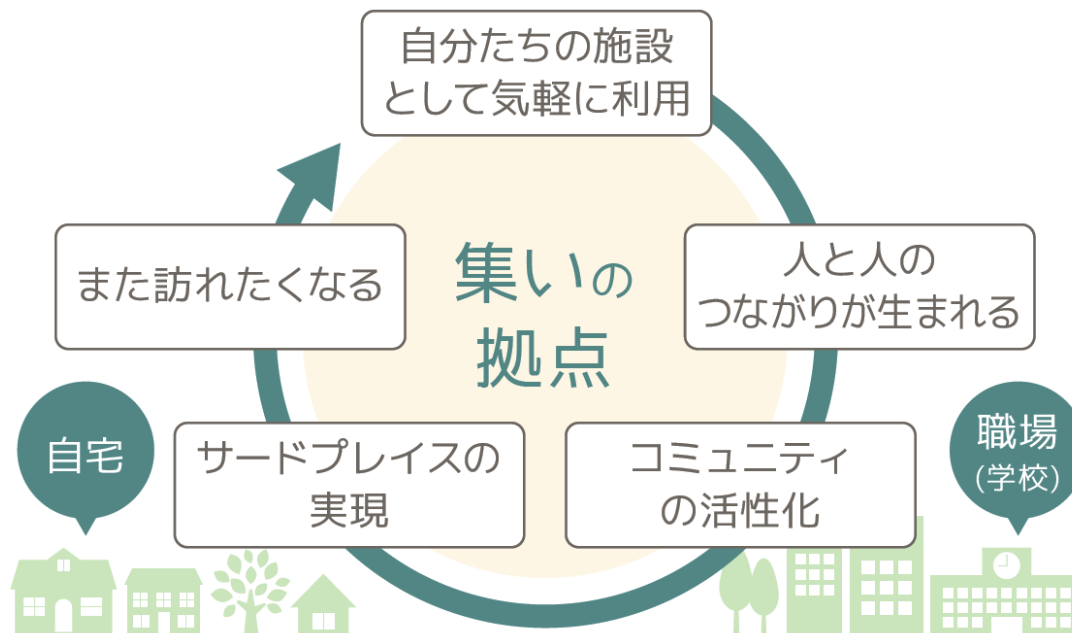 自分たちの施設
として気軽に利用
人と人の
つながりが生まれる
コミュニティ
の活性化
サードプレイスの
実現
また訪れたくなる
集いの
拠点
自宅
職場
(学校)